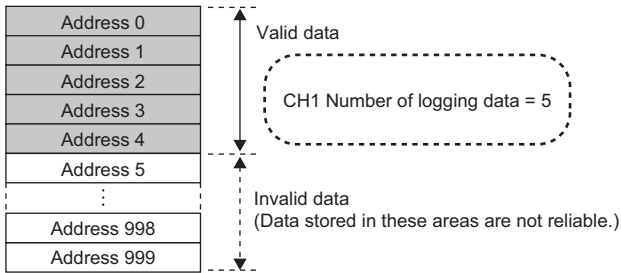 Address 0
Address 1
Address 2
Address 3
Address 4
Address 5
⋮
Address 998
Address 999
Valid data
CH1 Number of logging data = 5
Invalid data
(Data stored in these areas are not reliable.)